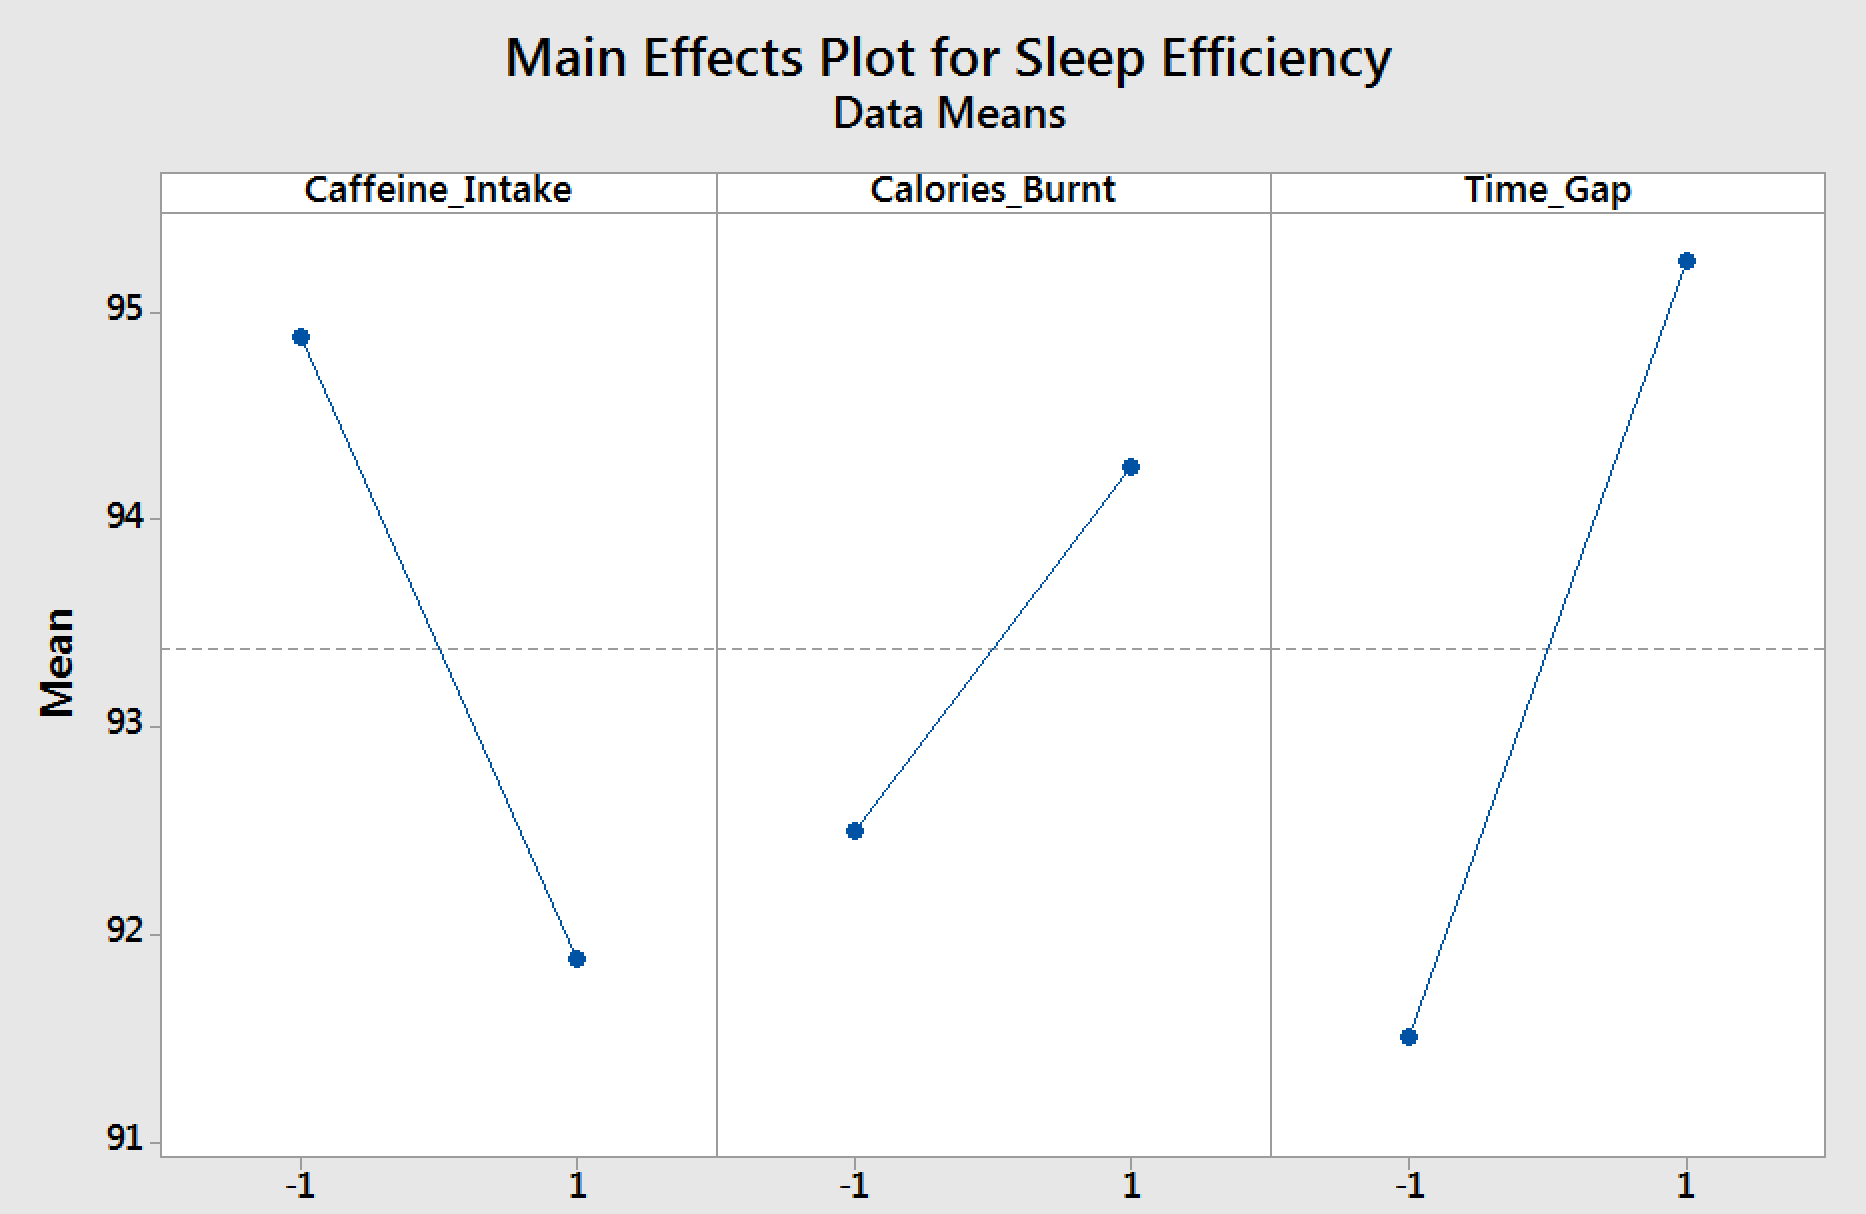 Main Effects Plot for Sleep Efficiency
Data Means
Caffeine_Intake Calories_Burnt Time_Gap
95
94
93
92
91
Mean
-1 1 -1 1 -1 1